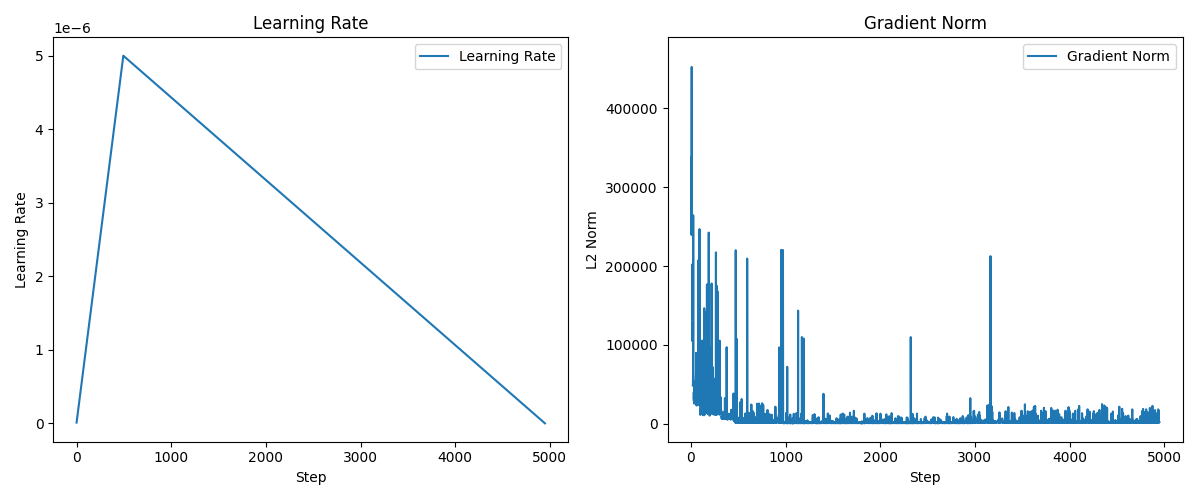 Learning Rate
1e−6
Learning Rate
5
4
3
2
1
0
Learning Rate
0 1000 2000 3000 4000 5000
Step
Gradient Norm
Gradient Norm
400000
300000
200000
100000
0
L2 Norm
0 1000 2000 3000 4000 5000
Step